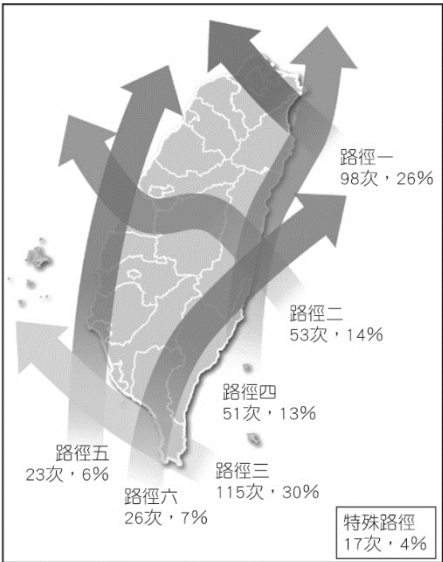 路徑一
98次，26%
路徑二
53次，14%
路徑四
51次，13%
路徑五
23次，6%
路徑三
115次，30%
路徑六
26次，7%
特殊路徑
17次，4%